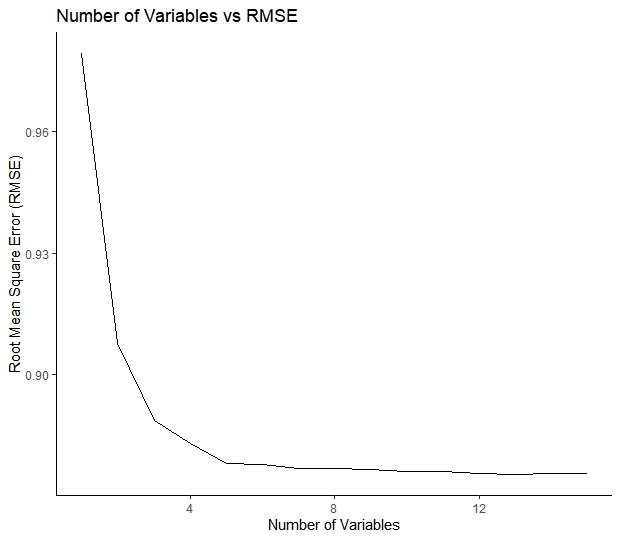 Number of Variables vs RMSE
Root Mean Square Error (RMSE)
0.96
0.93
0.90
4
8
12
Number of Variables